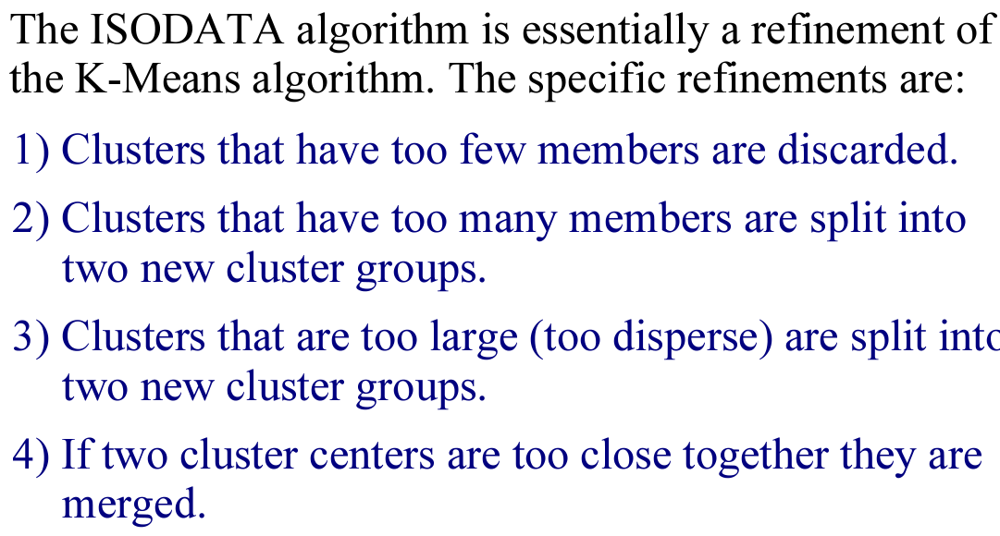 The ISODATA algorithm is essentially a refinement of
the K-Means algorithm. The specific refinements are:
1) Clusters that have too few members are discarded.
2) Clusters that have too many members are split into
two new cluster groups.
3) Clusters that are too large (too disperse) are split into
two new cluster groups.
4) If two cluster centers are too close together they are
merged.